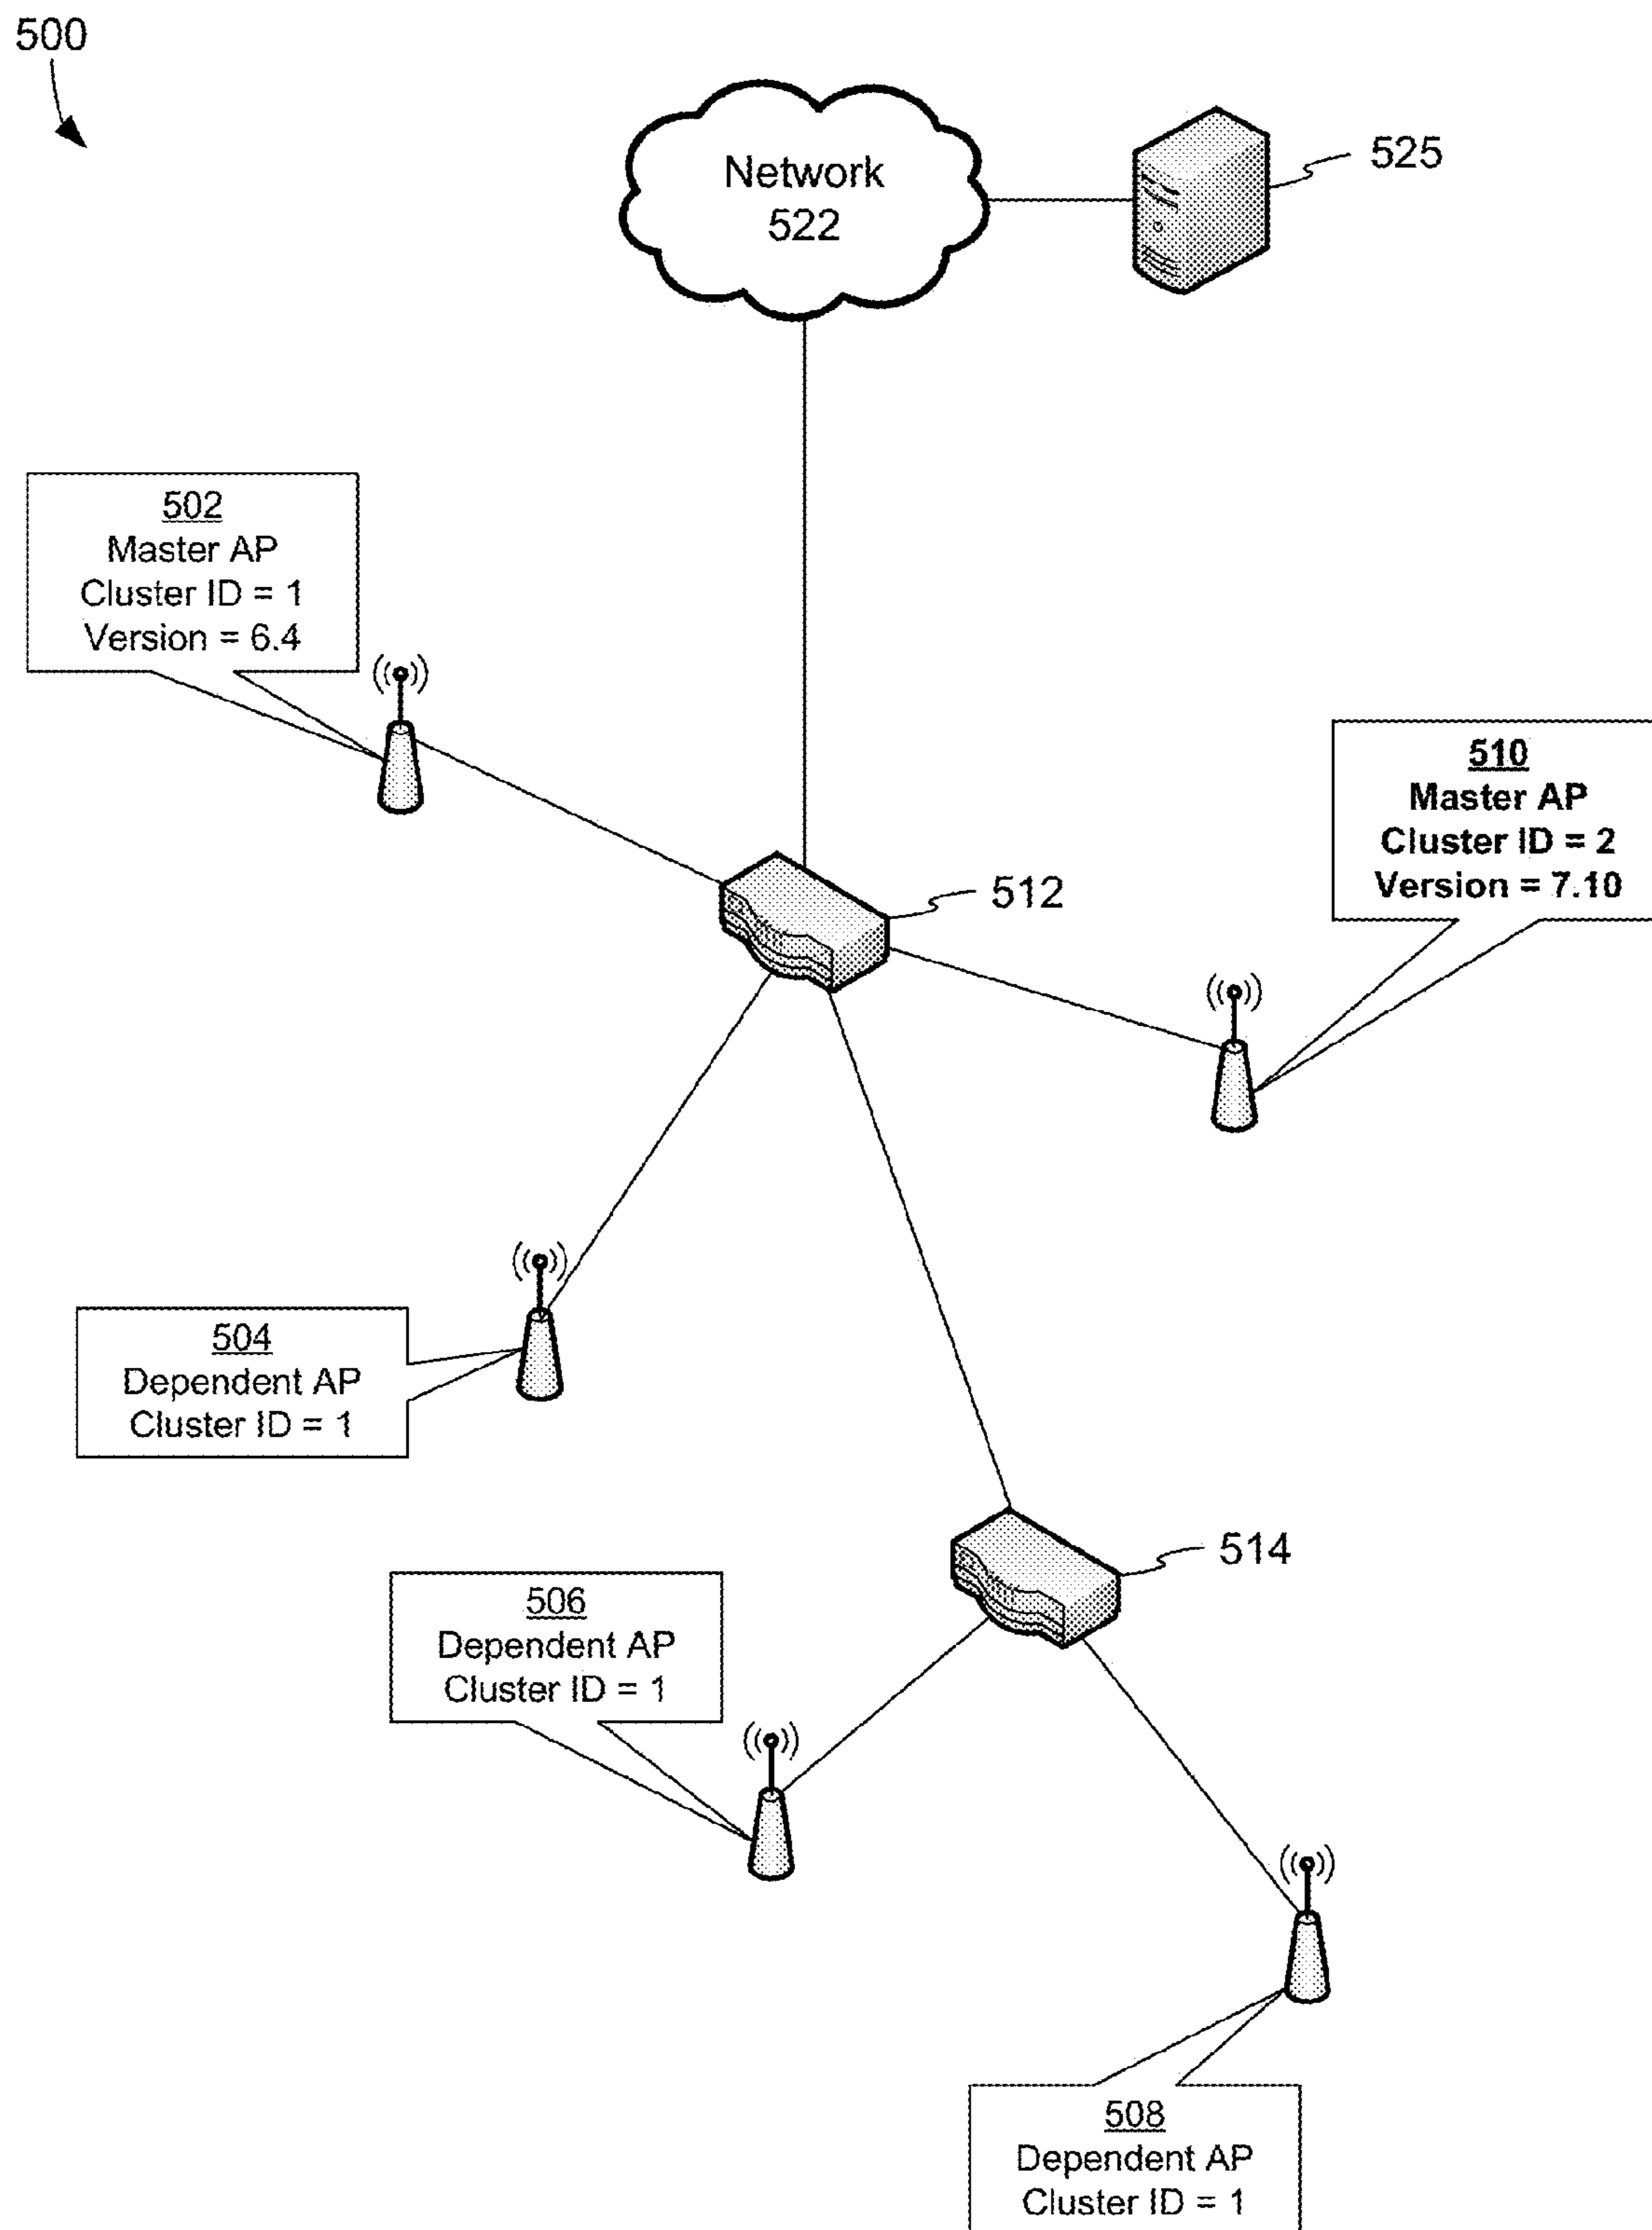 500
Network
522
525
502
Master AP
Cluster ID = 1
Version = 6.4
510
Master AP
Cluster ID = 2
Version = 7.10
512
504
Dependent AP
Cluster ID = 1
514
506
Dependent AP
Cluster ID = 1
508
Dependent AP
Cluster ID = 1